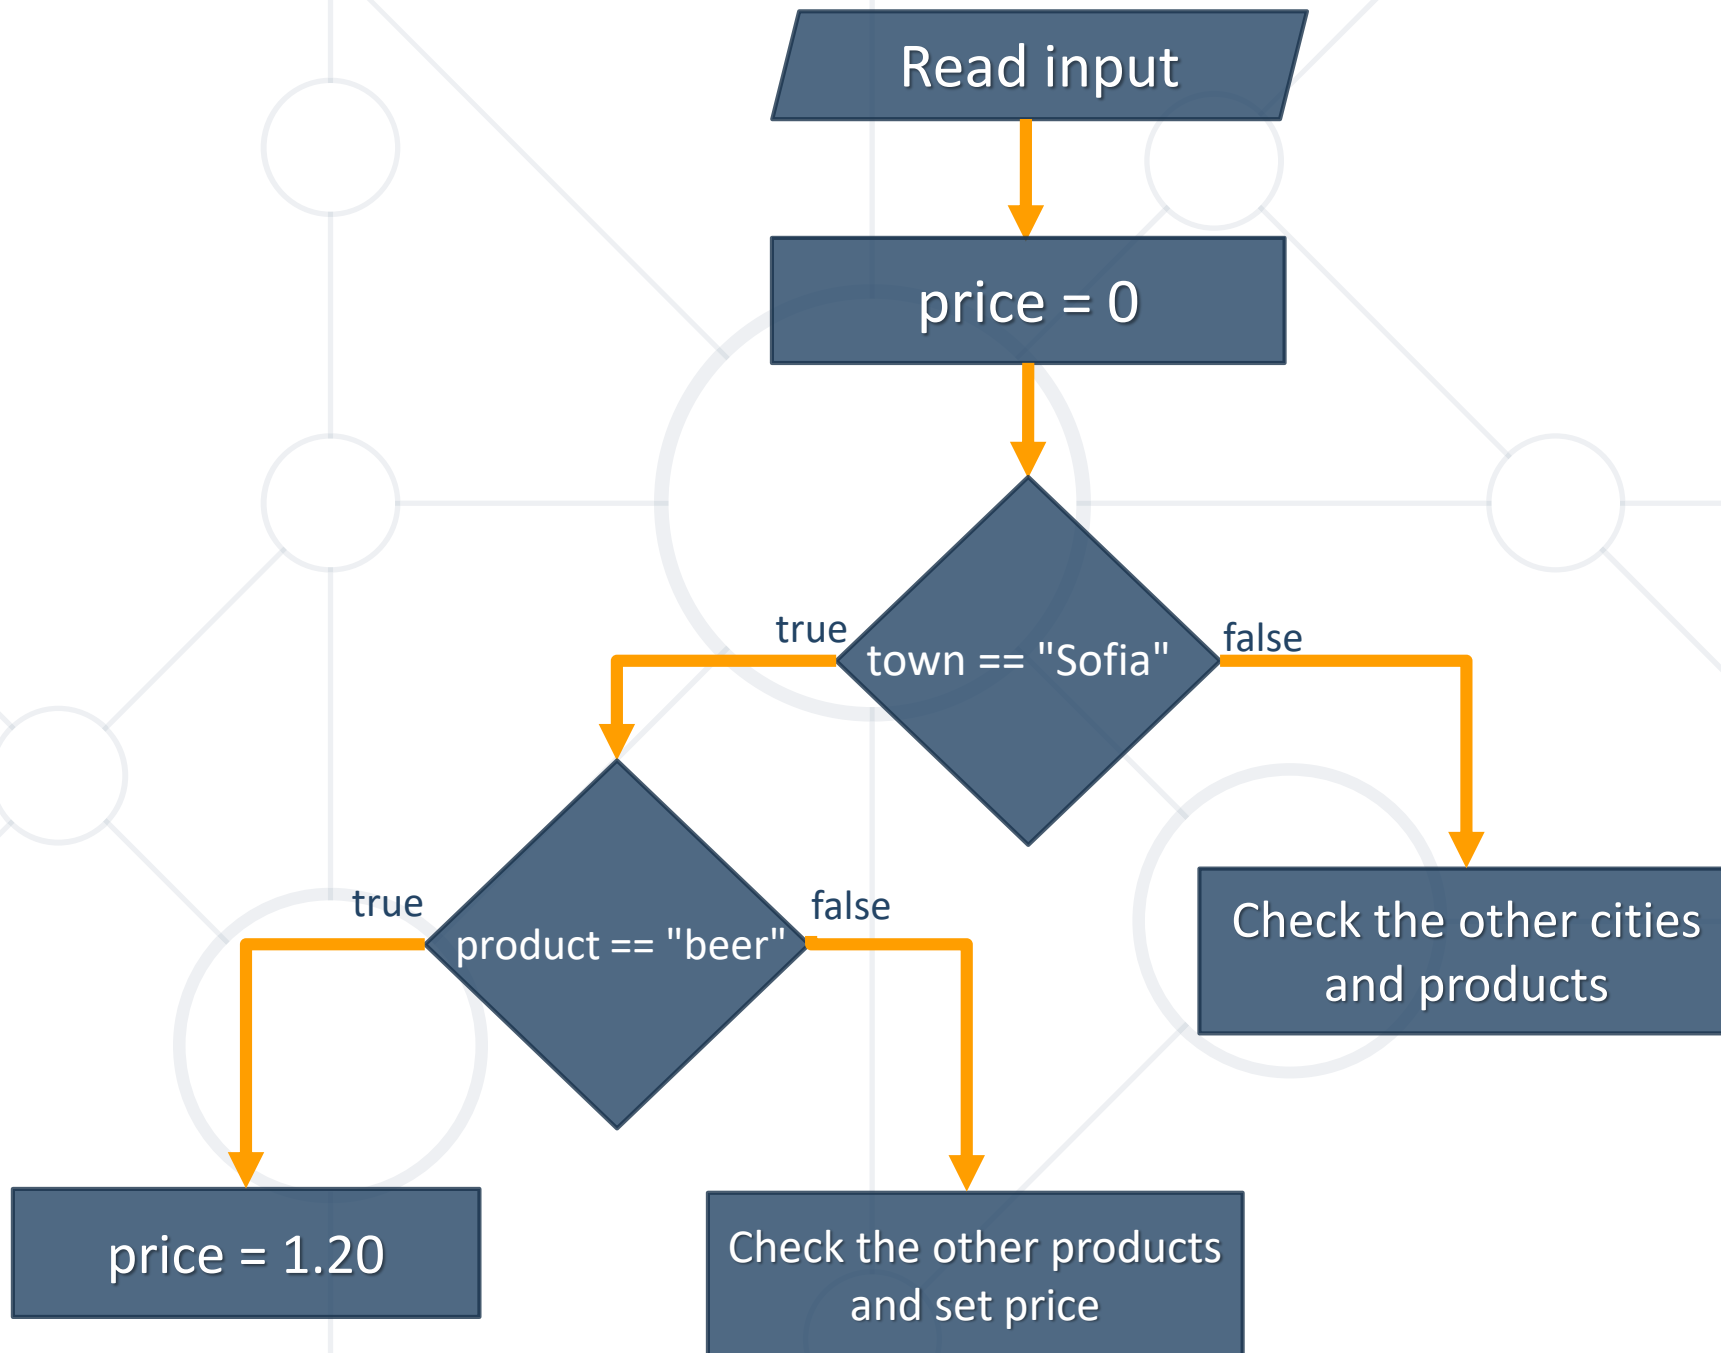 Read input
price = 0
true
town == "Sofia"
false
true
product == "beer"
false
Check the other cities
and products
price = 1.20
Check the other products
and set price